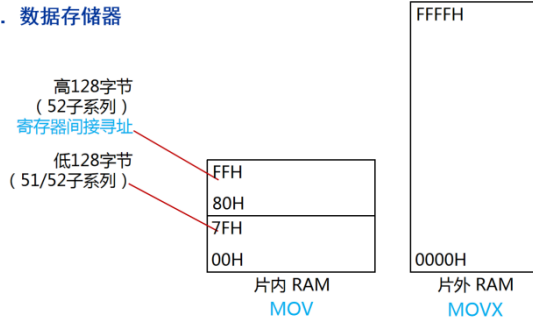 . 数据存储器
FFFFH
高128字节
（52子系列）
寄存器间接寻址
低128字节
（51/52子系列）
FFH
80H
7FH
00H
0000H
片内 RAM
片外 RAM
MOV
MOVX